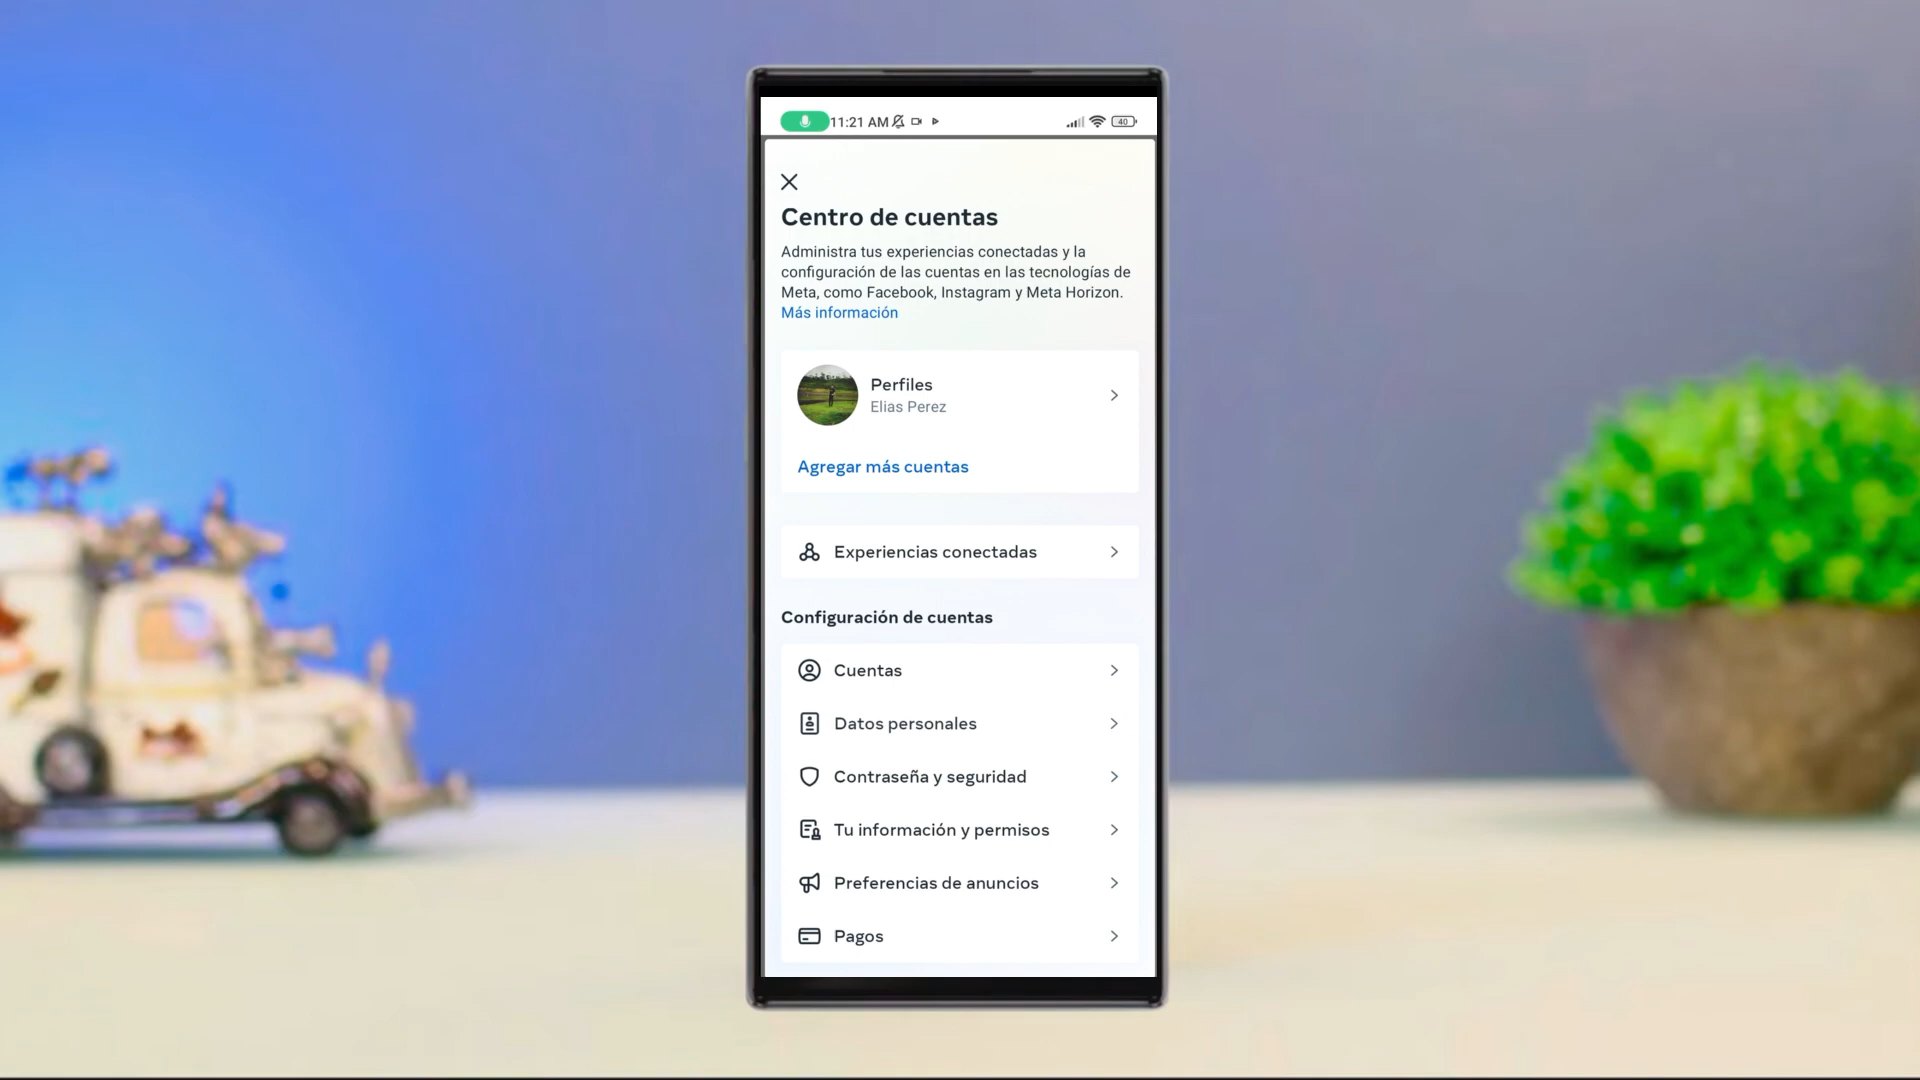 11:21 AM
40
Centro de cuentas
Administra tus experiencias conectadas y la
configuración de las cuentas en las tecnologías de
Meta, como Facebook, Instagram y Meta Horizon.
Más información
Perfiles
Elias Perez
Agregar más cuentas
Experiencias conectadas
Configuración de cuentas
Cuentas
Datos personales
Contraseña y seguridad
Tu información y permisos
Preferencias de anuncios
Pagos